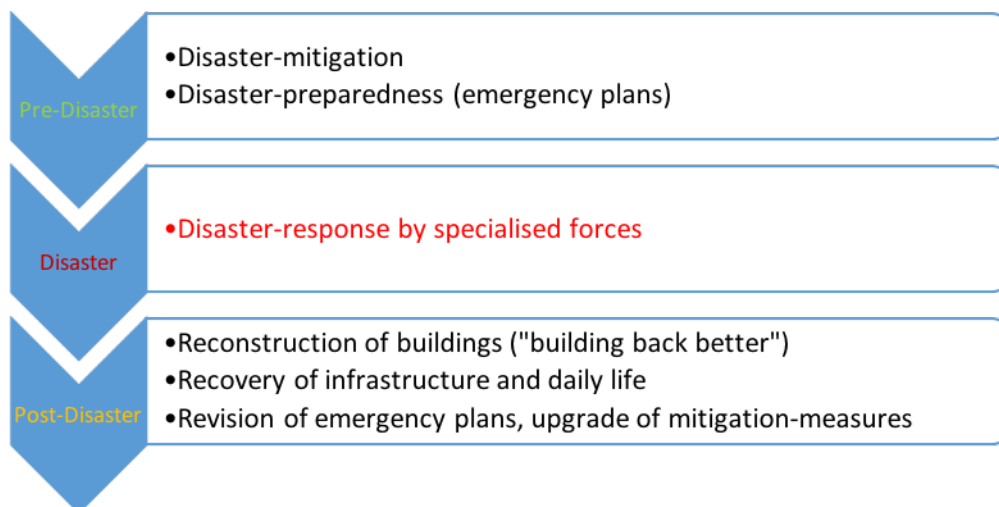 Pre-Disaster
•Disaster-mitigation
•Disaster-preparedness (emergency plans)
Disaster
•Disaster-response by specialised forces
Post-Disaster
•Reconstruction of buildings ("building back better")
•Recovery of infrastructure and daily life
•Revision of emergency plans, upgrade of mitigation-measures